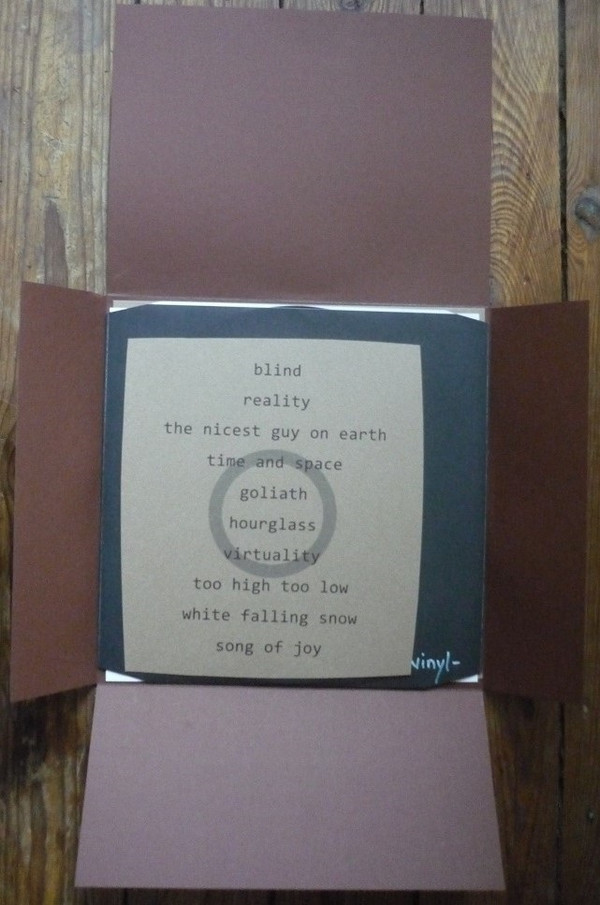 blind
reality
the nicest guy on earth
time and space
goliath
hourglass
virtuality
too high too low
white falling snow
song of joy
vinyl-